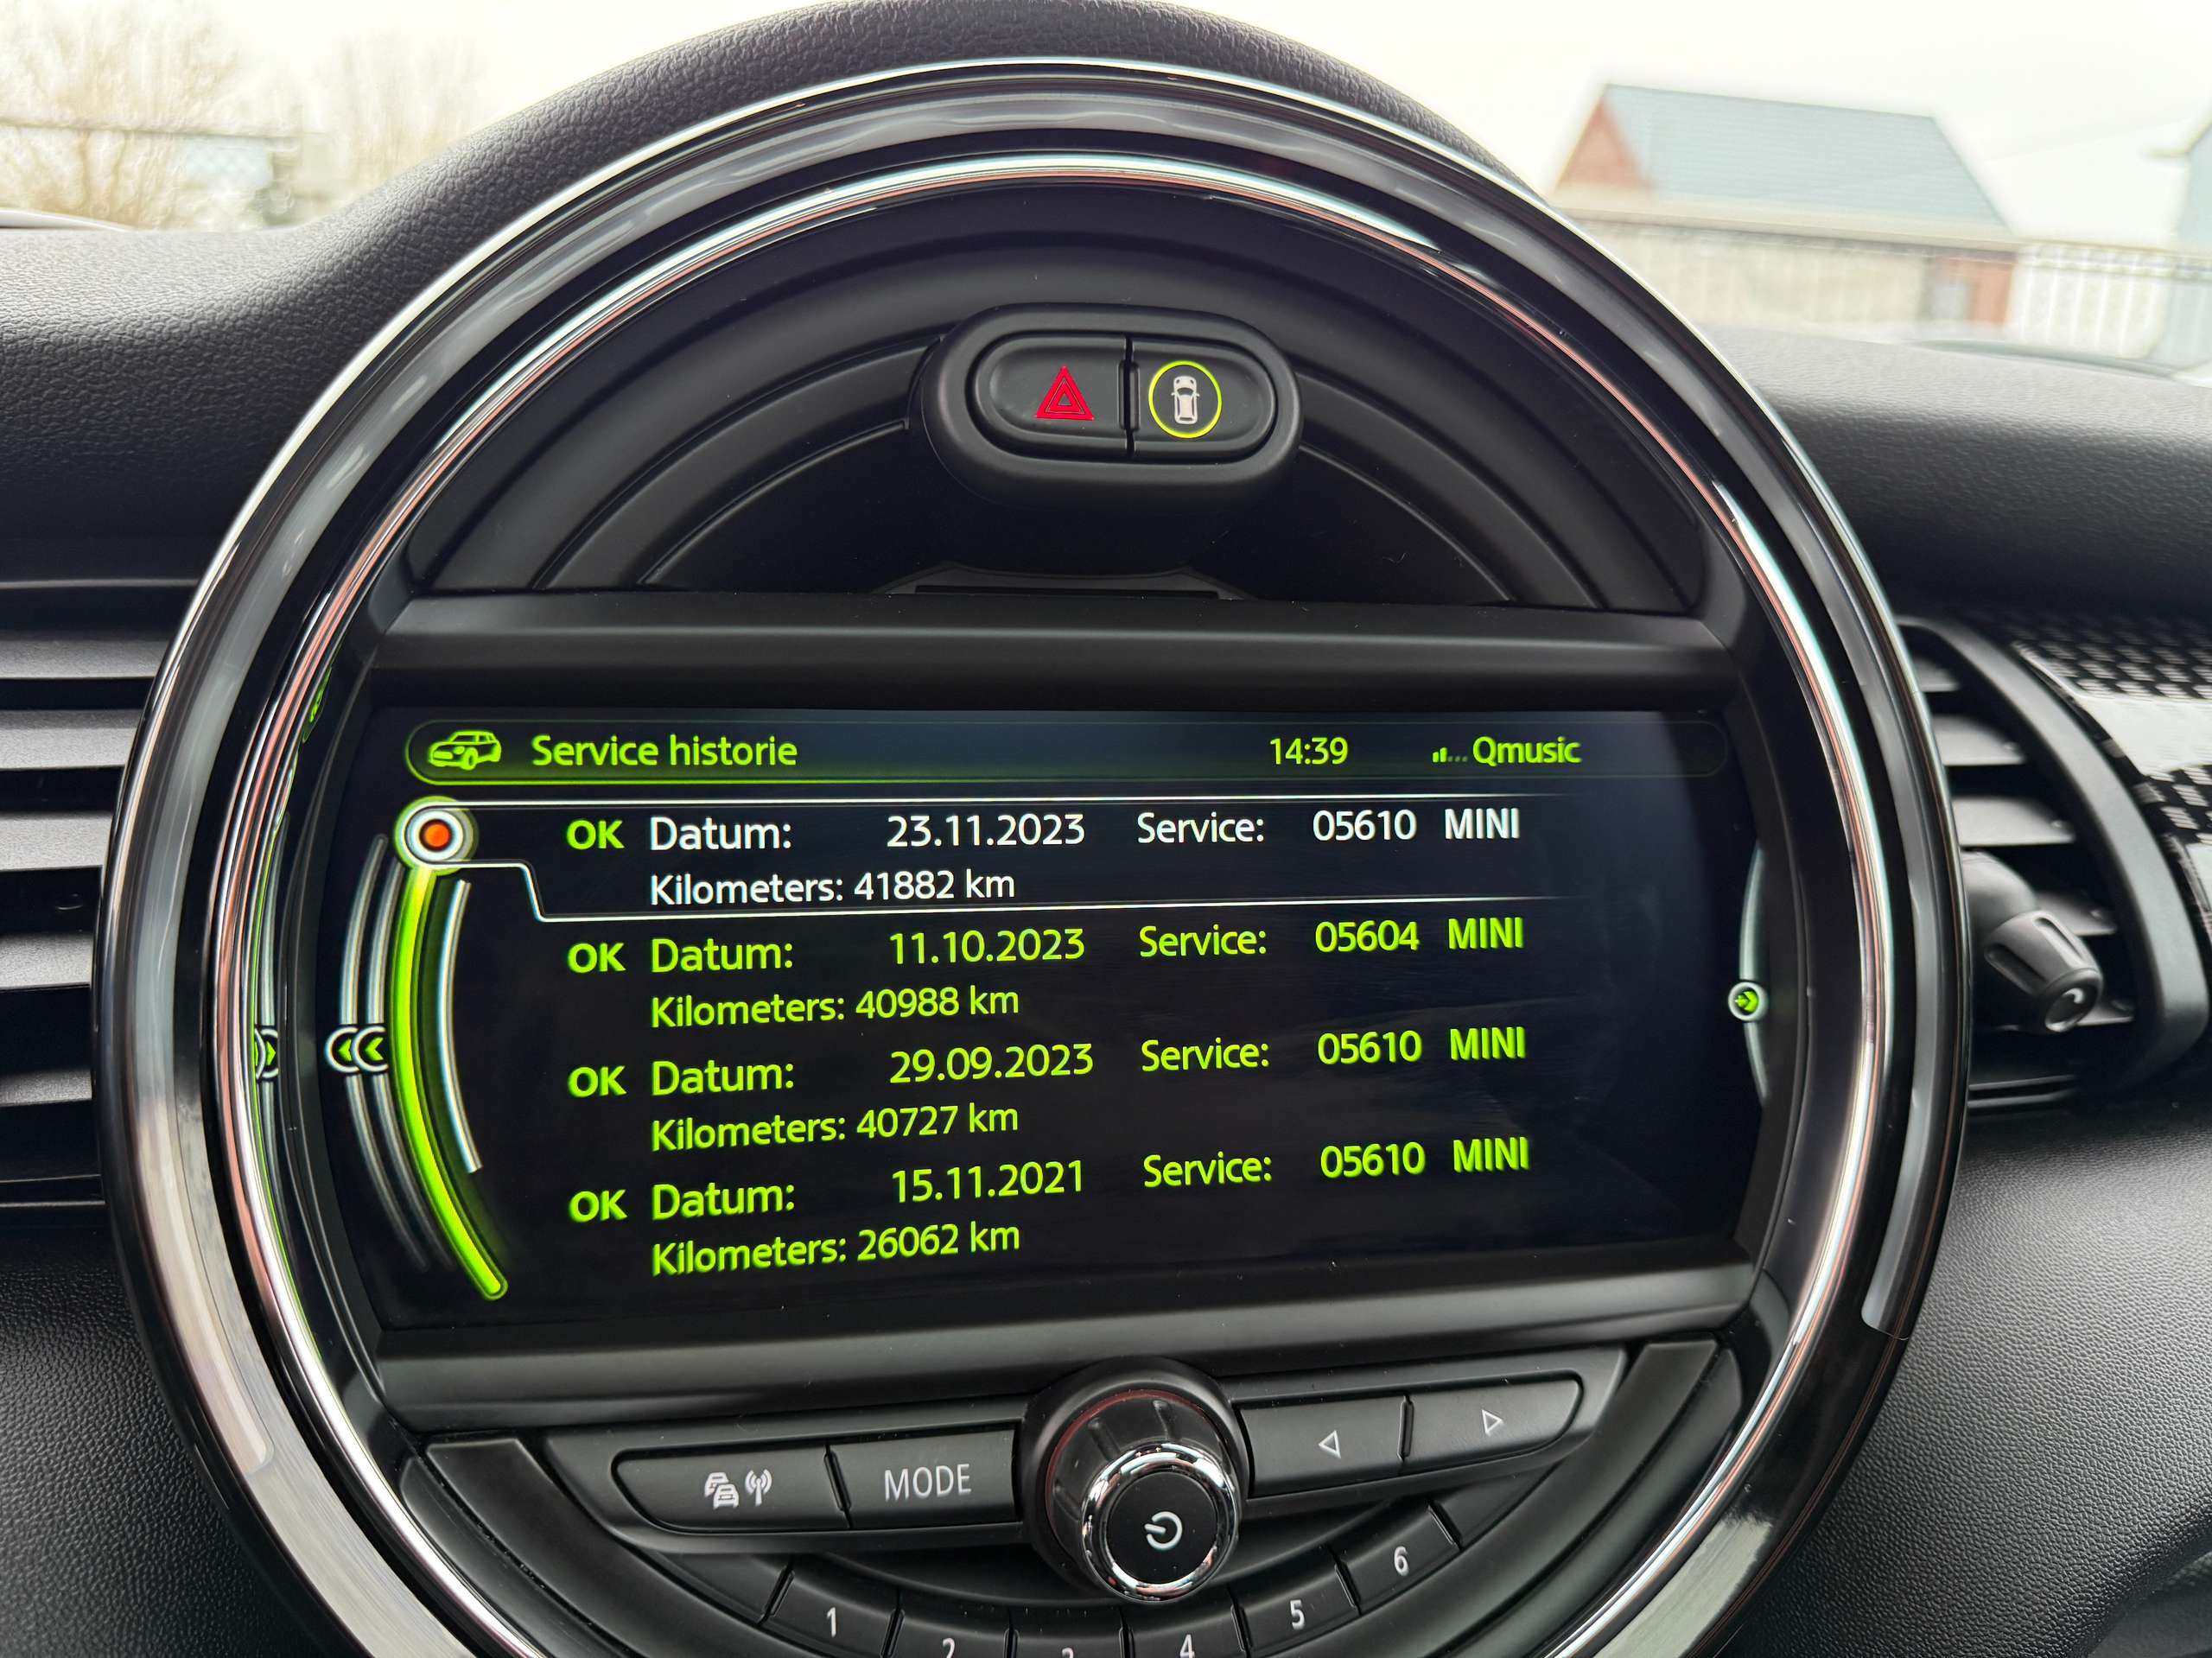 Service historie 14:39 Qmusic
OK Datum: 23.11.2023 Service: 05610 MINI
Kilometers: 41882 km
OK Datum: 11.10.2023 Service: 05604 MINI
Kilometers: 40988 km
OK Datum: 29.09.2023 Service: 05610 MINI
Kilometers: 40727 km
OK Datum: 15.11.2021 Service: 05610 MINI
Kilometers: 26062 km
MODE
1 2 3 4 5 6